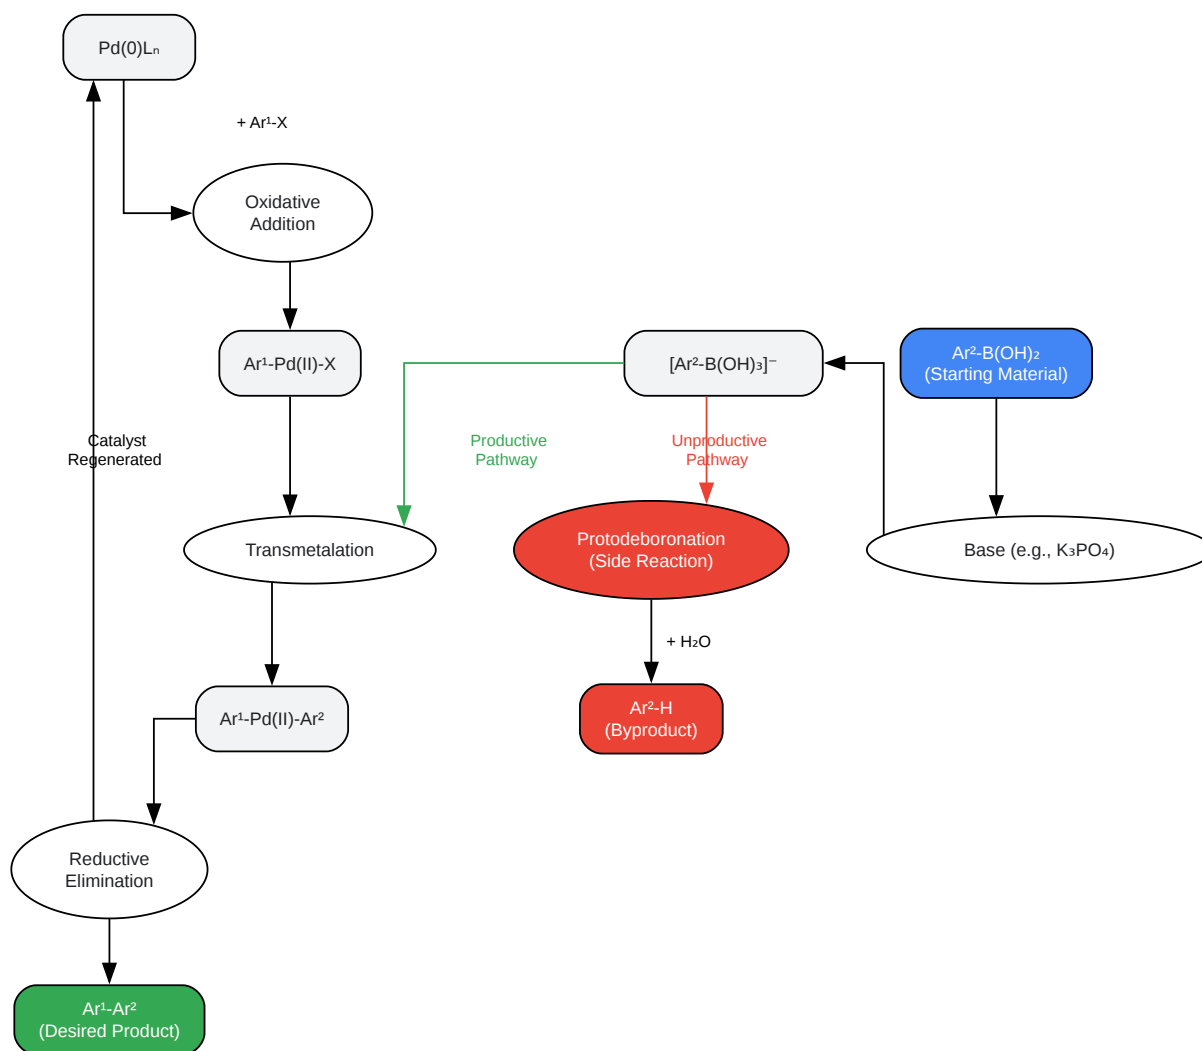 Pd(0)Lₙ
+ Ar¹-X
Oxidative
Addition
Ar¹-Pd(II)-X
[Ar²-B(OH)₃]⁻
Ar²-B(OH)₂
(Starting Material)
Catalyst
Regenerated
Productive
Pathway
Unproductive
Pathway
Transmetalation
Protodeboronation
(Side Reaction)
Base (e.g., K₃PO₄)
+ H₂O
Ar¹-Pd(II)-Ar²
Ar²-H
(Byproduct)
Reductive
Elimination
Ar¹-Ar²
(Desired Product)